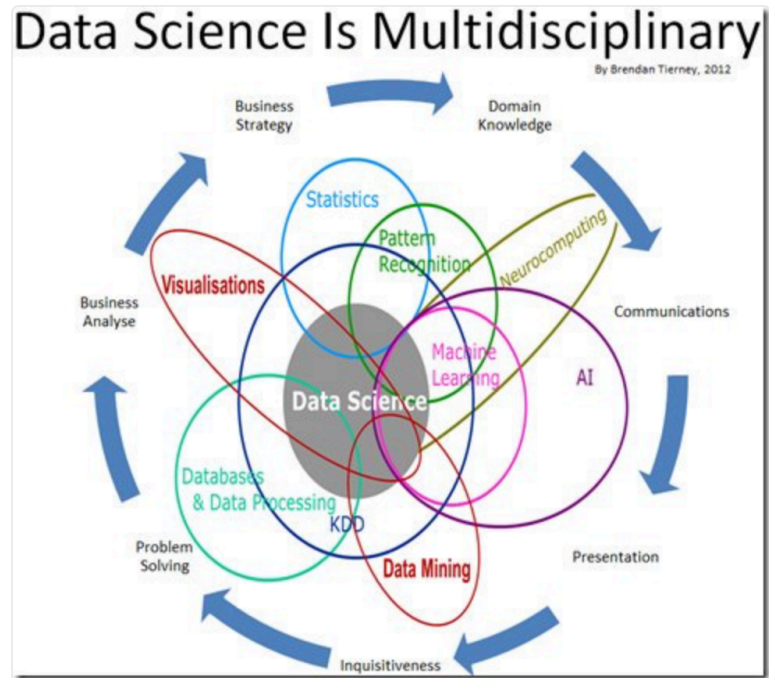 Data Science Is Multidisciplinary
By Brendan Tierney, 2012
Business
Strategy
Domain
Knowledge
Statistics
Pattern
Recognition
Neurocomputing
Visualisations
Business
Analyse
Communications
Machine
Learning
AI
Data Science
Databases
& Data Processing
KDD
Problem
Solving
Data Mining
Presentation
Inquisitiveness